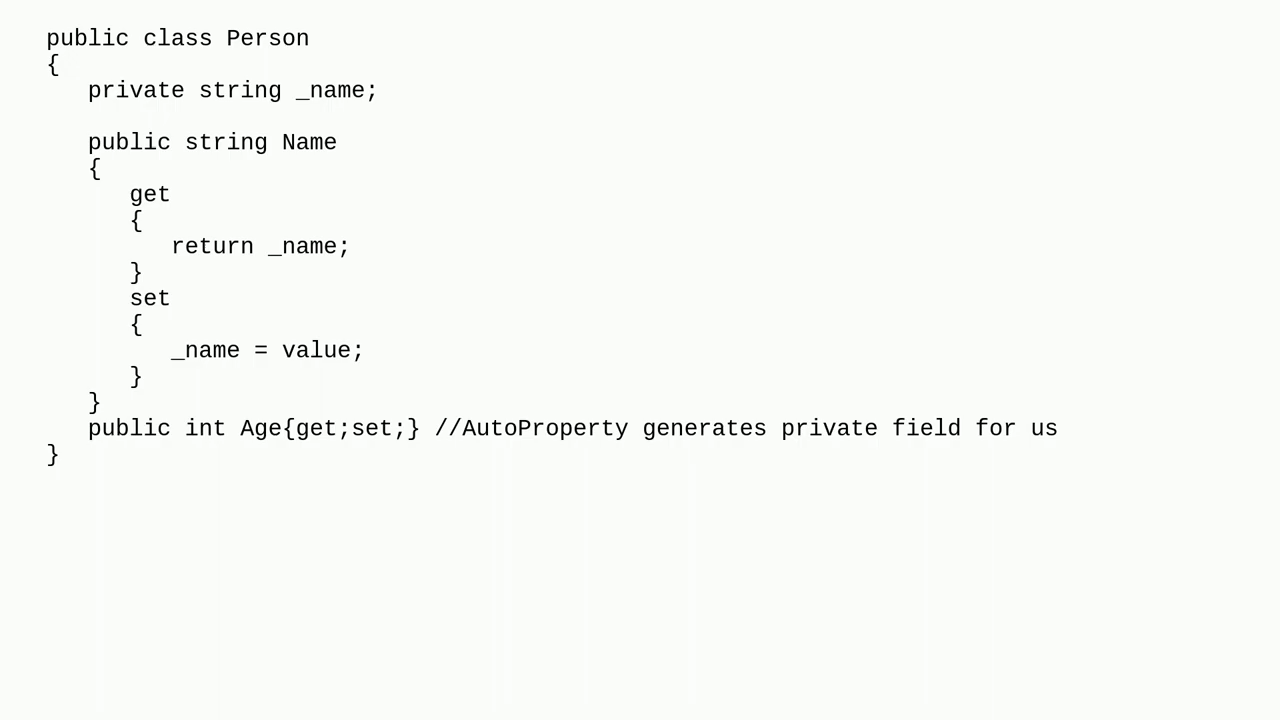 public class Person
{
   private string _name;

   public string Name
   {
      get
      {
         return _name;
      }
      set
      {
         _name = value;
      }
   }
   public int Age{get;set;} //AutoProperty generates private field for us
}